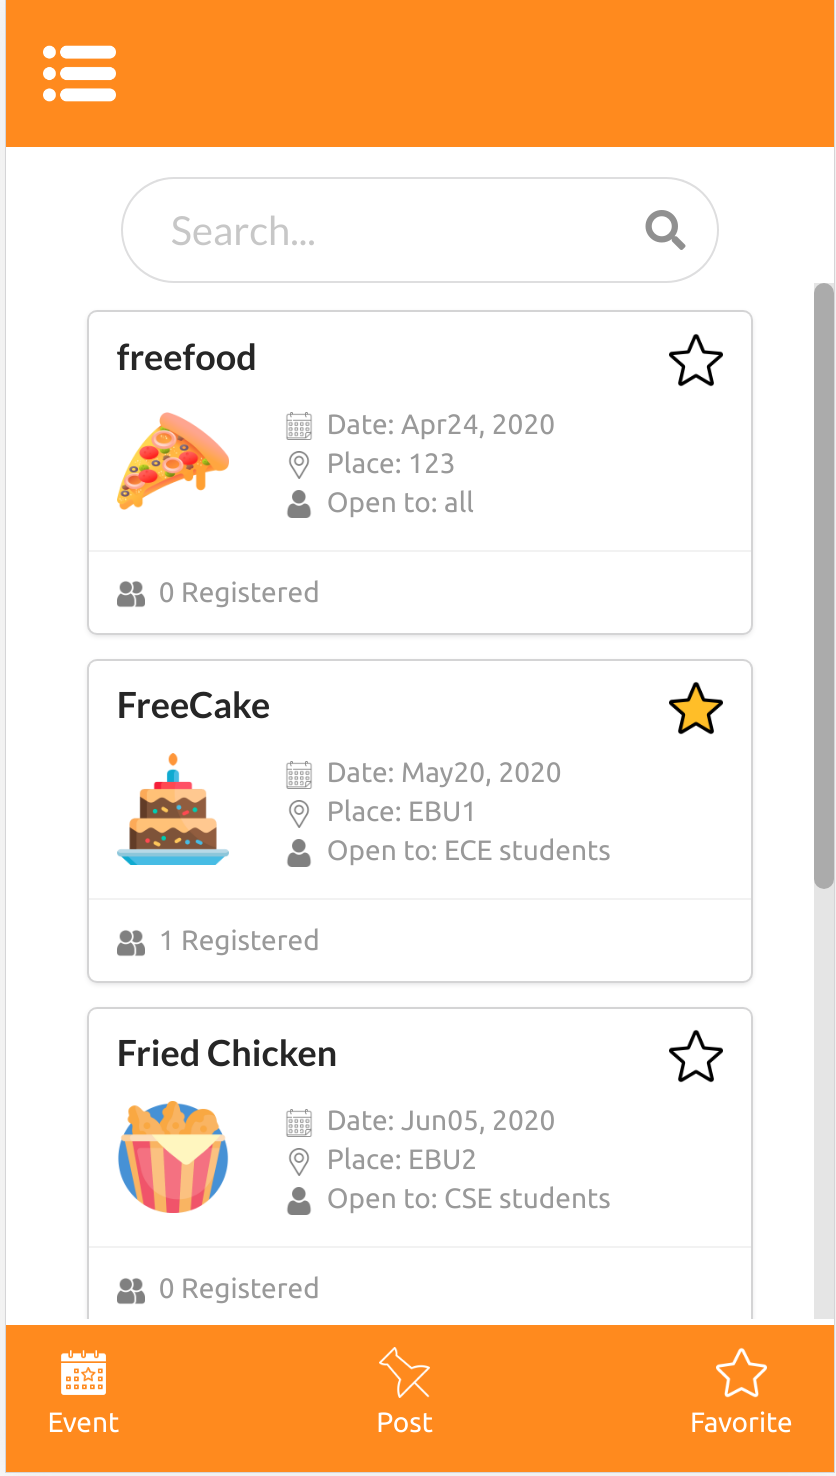 Search...
freefood
Date: Apr24, 2020
Place: 123
Open to: all
0 Registered
FreeCake
Date: May20, 2020
Place: EBU1
Open to: ECE students
1 Registered
Fried Chicken
Date: Jun05, 2020
Place: EBU2
Open to: CSE students
0 Registered
Event
Post
Favorite